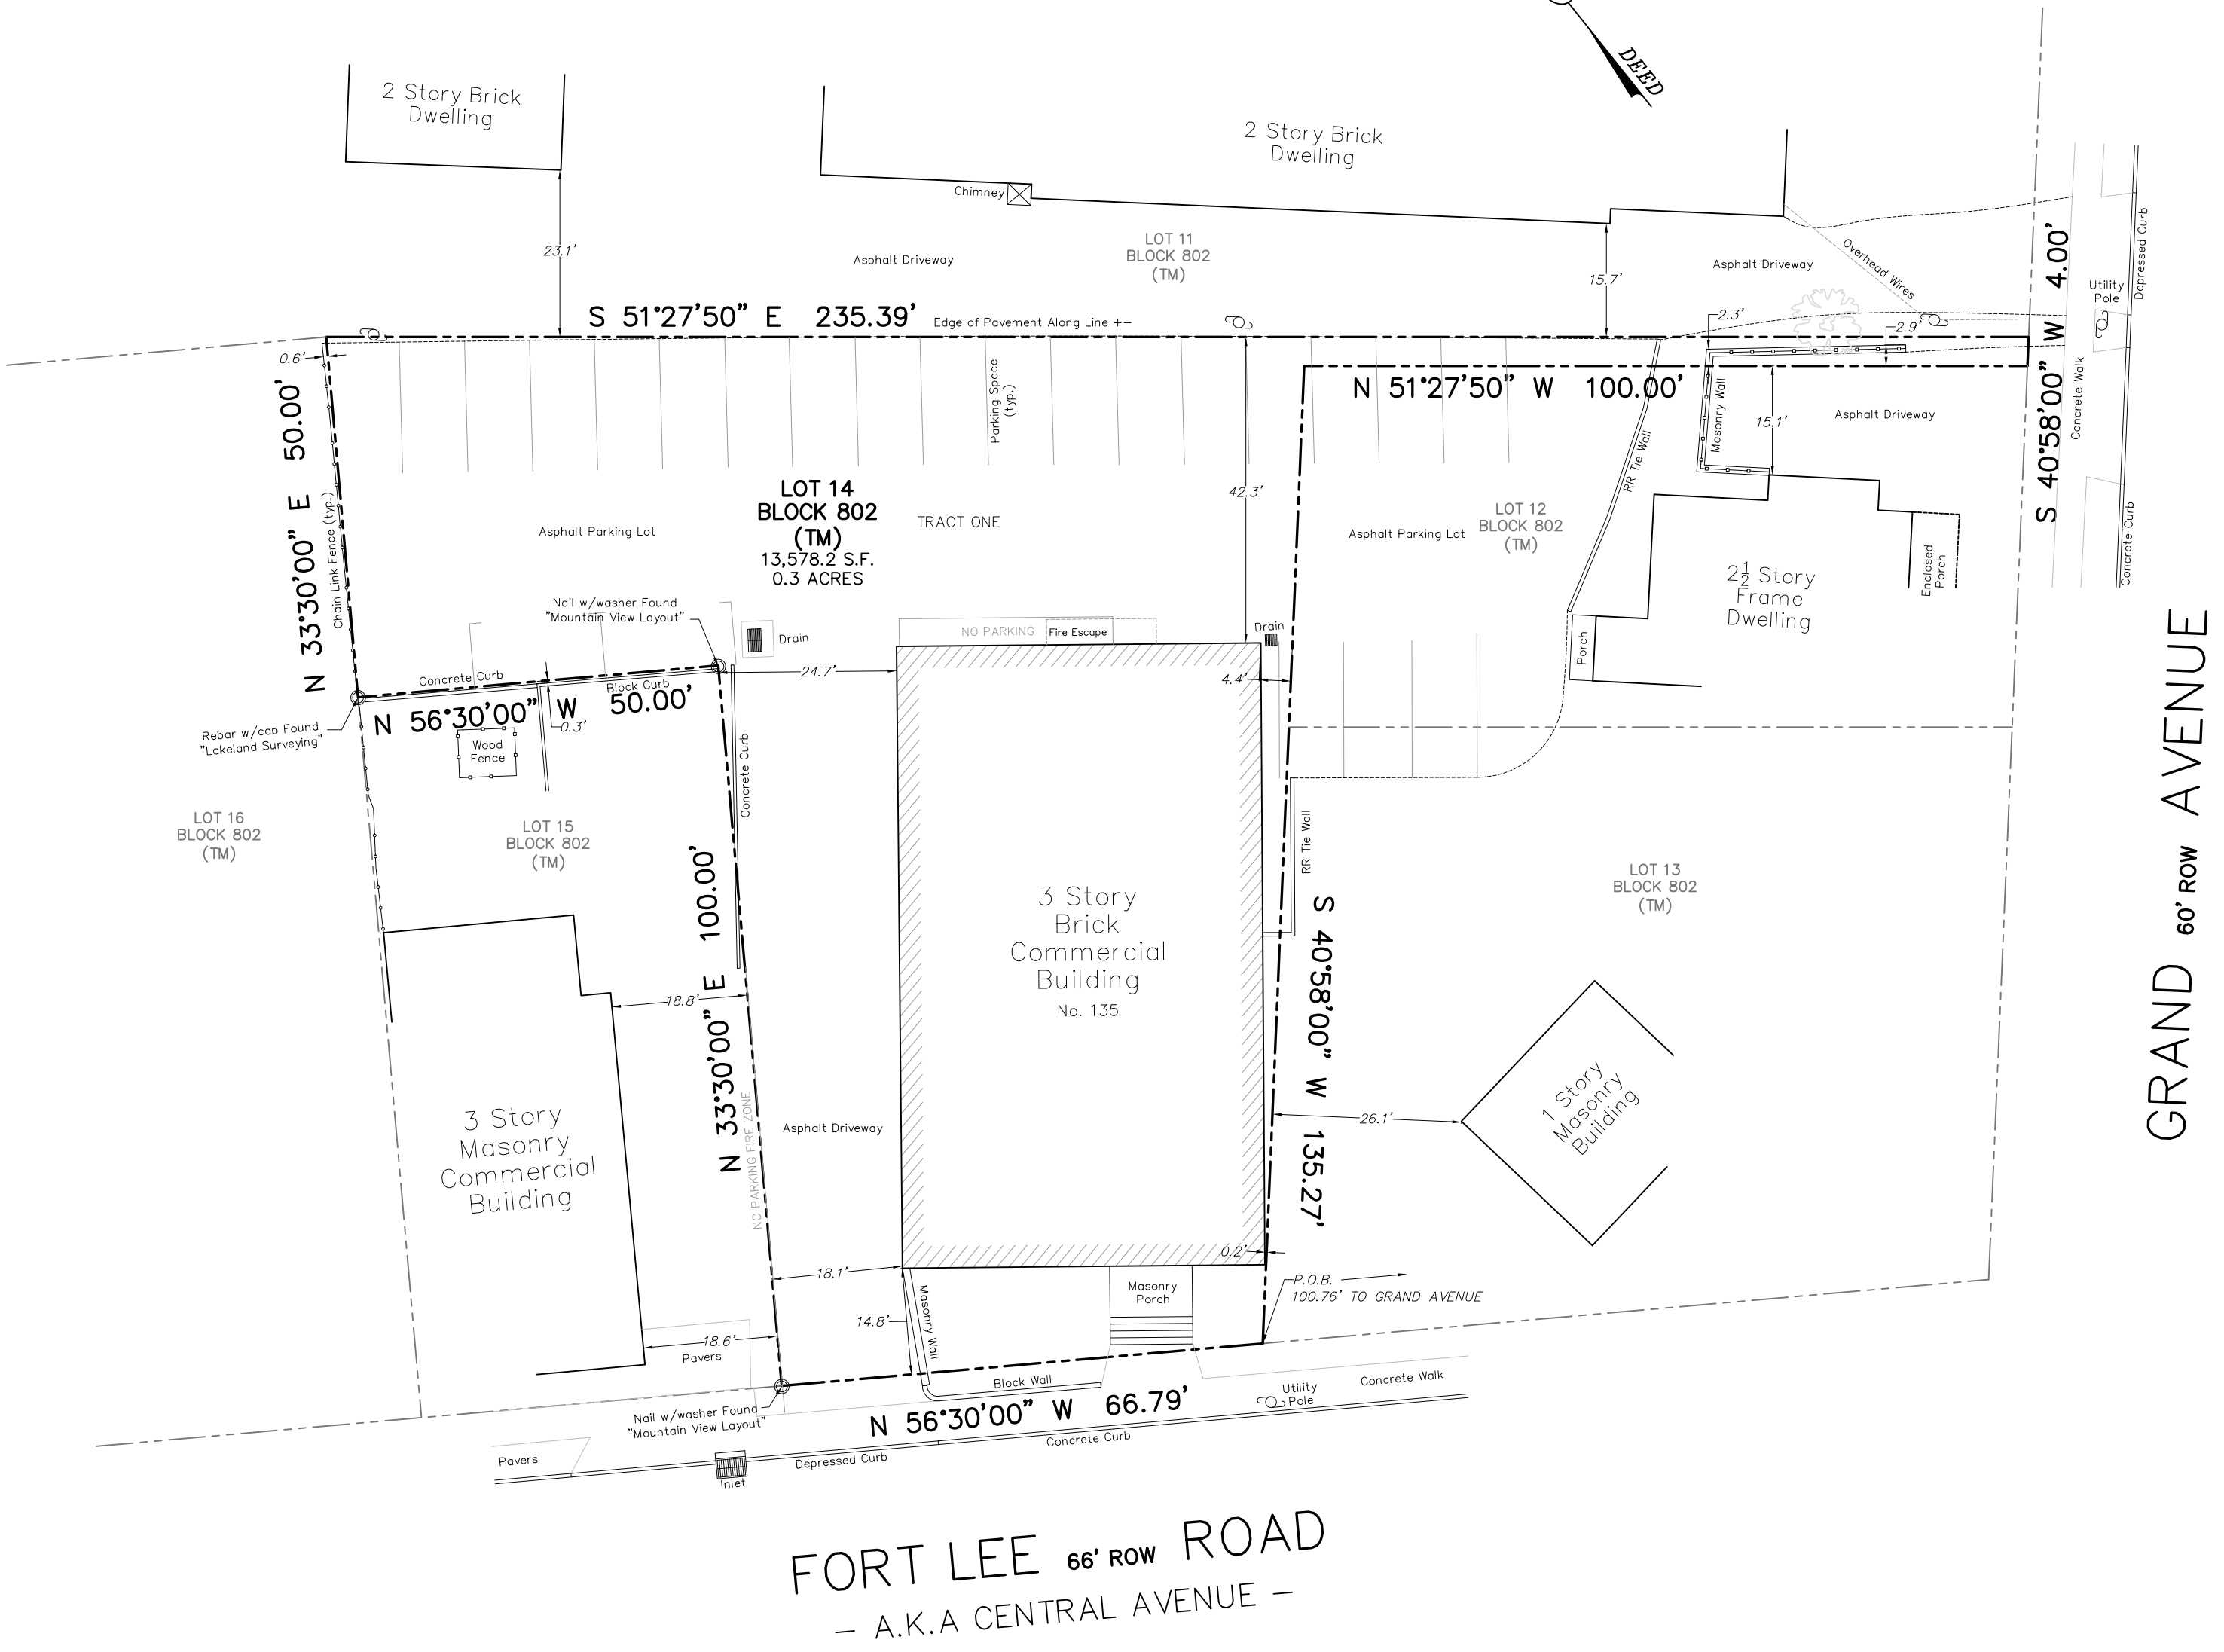 DEED
2 Story Brick
Dwelling
2 Story Brick
Dwelling
Chimney
23.1'
Asphalt Driveway
LOT 11
BLOCK 802
(TM)
15.7'
Asphalt Driveway
Overhead Wires
S 40°58'00" W 4.00'
Utility
Pole
Depressed Curb
S 51°27'50" E 235.39'
Edge of Pavement Along Line +-
2.3'
2.9'
0.6'
N 33°30'00" E 50.00'
Chain Link Fence (typ.)
Parking Space
(typ.)
N 51°27'50" W 100.00'
RR Tie Wall
Masonry Wall
15.1'
Asphalt Driveway
Concrete Walk
Concrete Curb
LOT 14
BLOCK 802
(TM)
13,578.2 S.F.
0.3 ACRES
TRACT ONE
Asphalt Parking Lot
42.3'
Asphalt Parking Lot
LOT 12
BLOCK 802
(TM)
2½ Story
Frame
Dwelling
Enclosed
Porch
Porch
Nail w/washer Found
"Mountain View Layout"
Drain
NO PARKING
Fire Escape
Drain
24.7'
4.4'
Concrete Curb
Block Curb
N 56°30'00" W 50.00'
0.3'
Rebar w/cap Found
"Lakeland Surveying"
Wood
Fence
Concrete Curb
LOT 16
BLOCK 802
(TM)
LOT 15
BLOCK 802
(TM)
N 33°30'00" E 100.00'
RR Tie Wall
LOT 13
BLOCK 802
(TM)
GRAND 60' ROW AVENUE
3 Story
Brick
Commercial
Building
No. 135
S 40°58'00" W 135.27'
18.8'
3 Story
Masonry
Commercial
Building
NO PARKING FIRE ZONE
Asphalt Driveway
26.1'
1 Story
Masonry
Building
0.2'
18.1'
Masonry Wall
14.8'
Masonry
Porch
P.O.B.
100.76' TO GRAND AVENUE
18.6'
Pavers
Block Wall
Utility
Pole
Concrete Walk
Nail w/washer Found
"Mountain View Layout"
N 56°30'00" W 66.79'
Concrete Curb
Depressed Curb
Pavers
Inlet
FORT LEE 66' ROW ROAD
- A.K.A CENTRAL AVENUE -